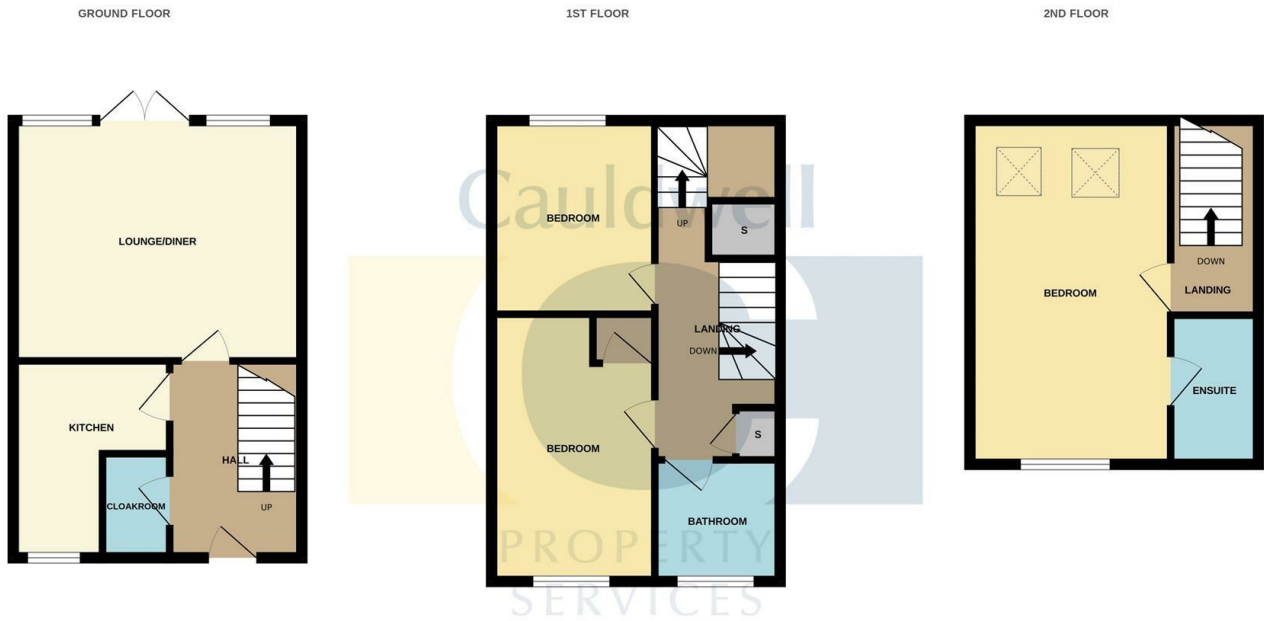 GROUND FLOOR
LOUNGE/DINER
KITCHEN
HALL
CLOAKROOM
UP
1ST FLOOR
Cauldwell
BEDROOM
UP
S
LANDING
DOWN
BEDROOM
S
BATHROOM
PROPERTY
SERVICES
2ND FLOOR
BEDROOM
DOWN
LANDING
ENSUITE